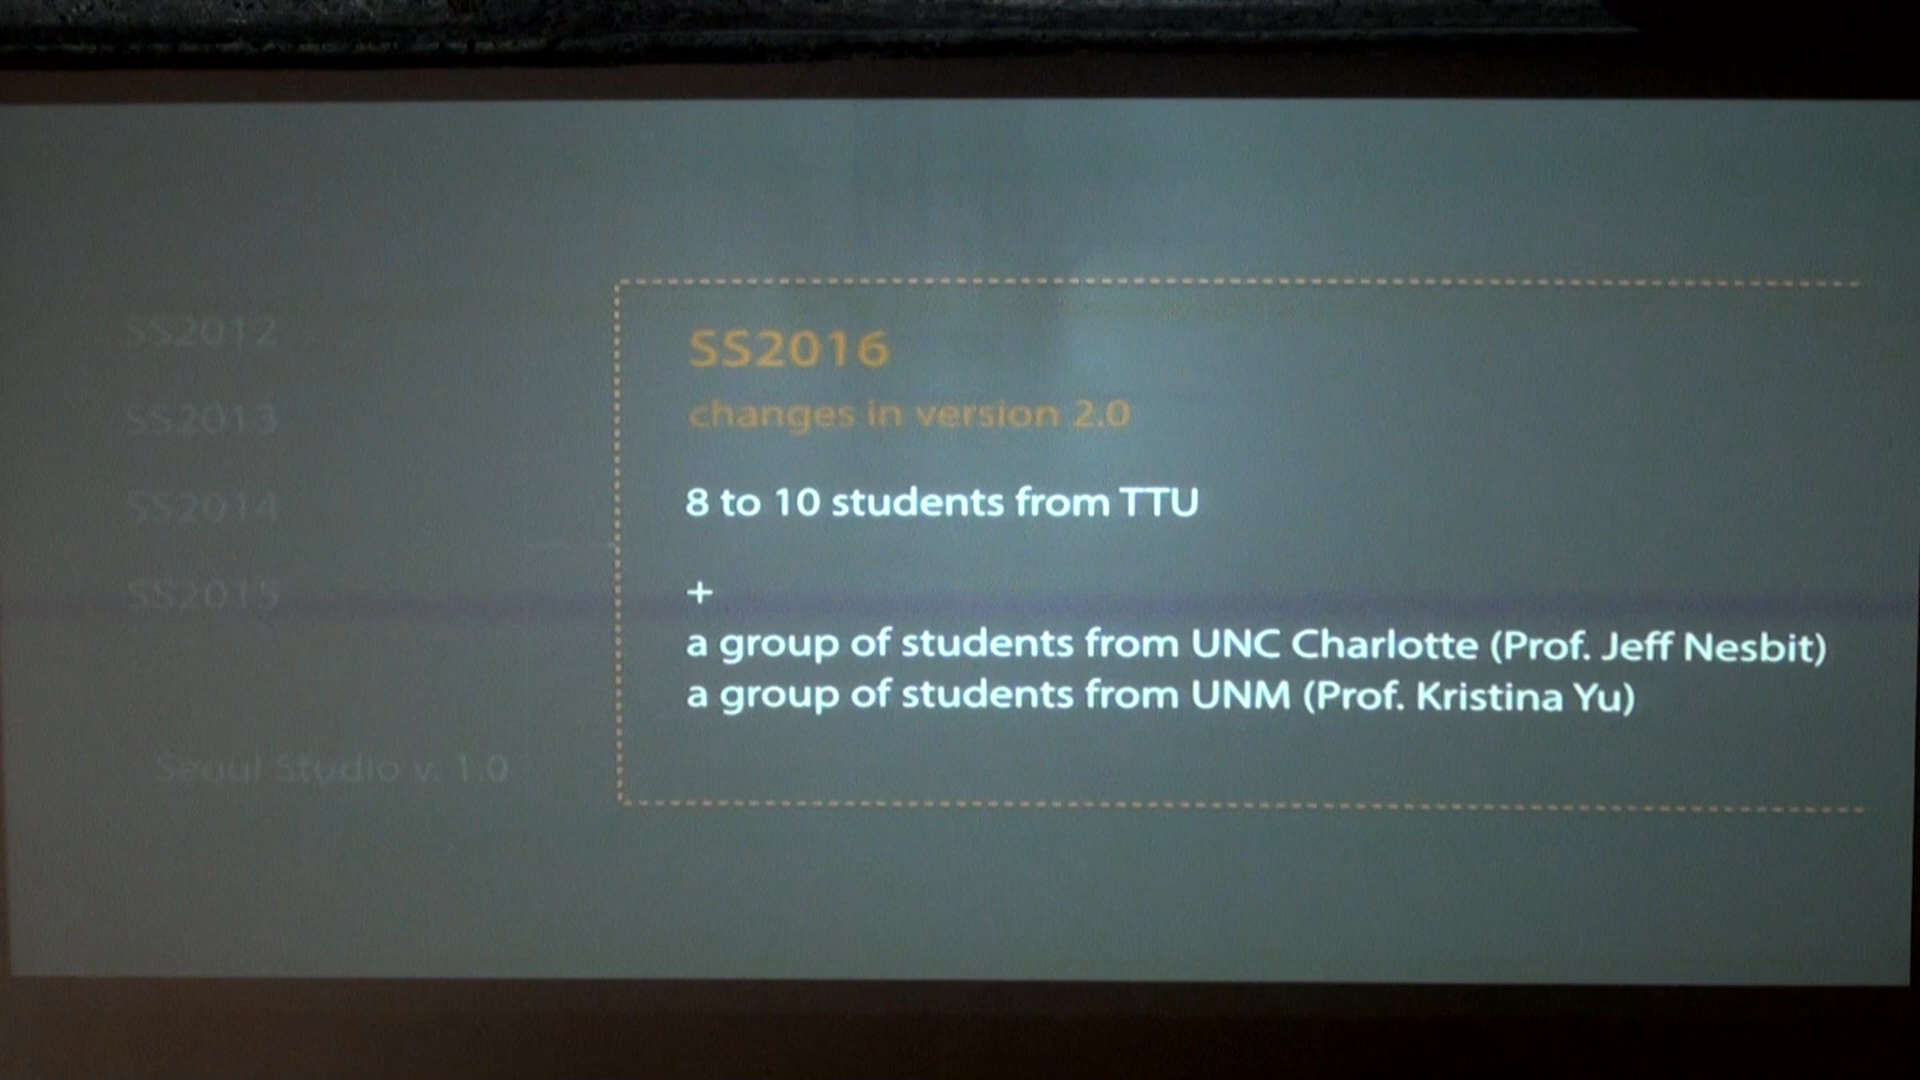 SS2012
SS2013
SS2014
SS2015
Seoul Studio v. 1.0
SS2016
changes in version 2.0
8 to 10 students from TTU
+
a group of students from UNC Charlotte (Prof. Jeff Nesbit)
a group of students from UNM (Prof. Kristina Yu)